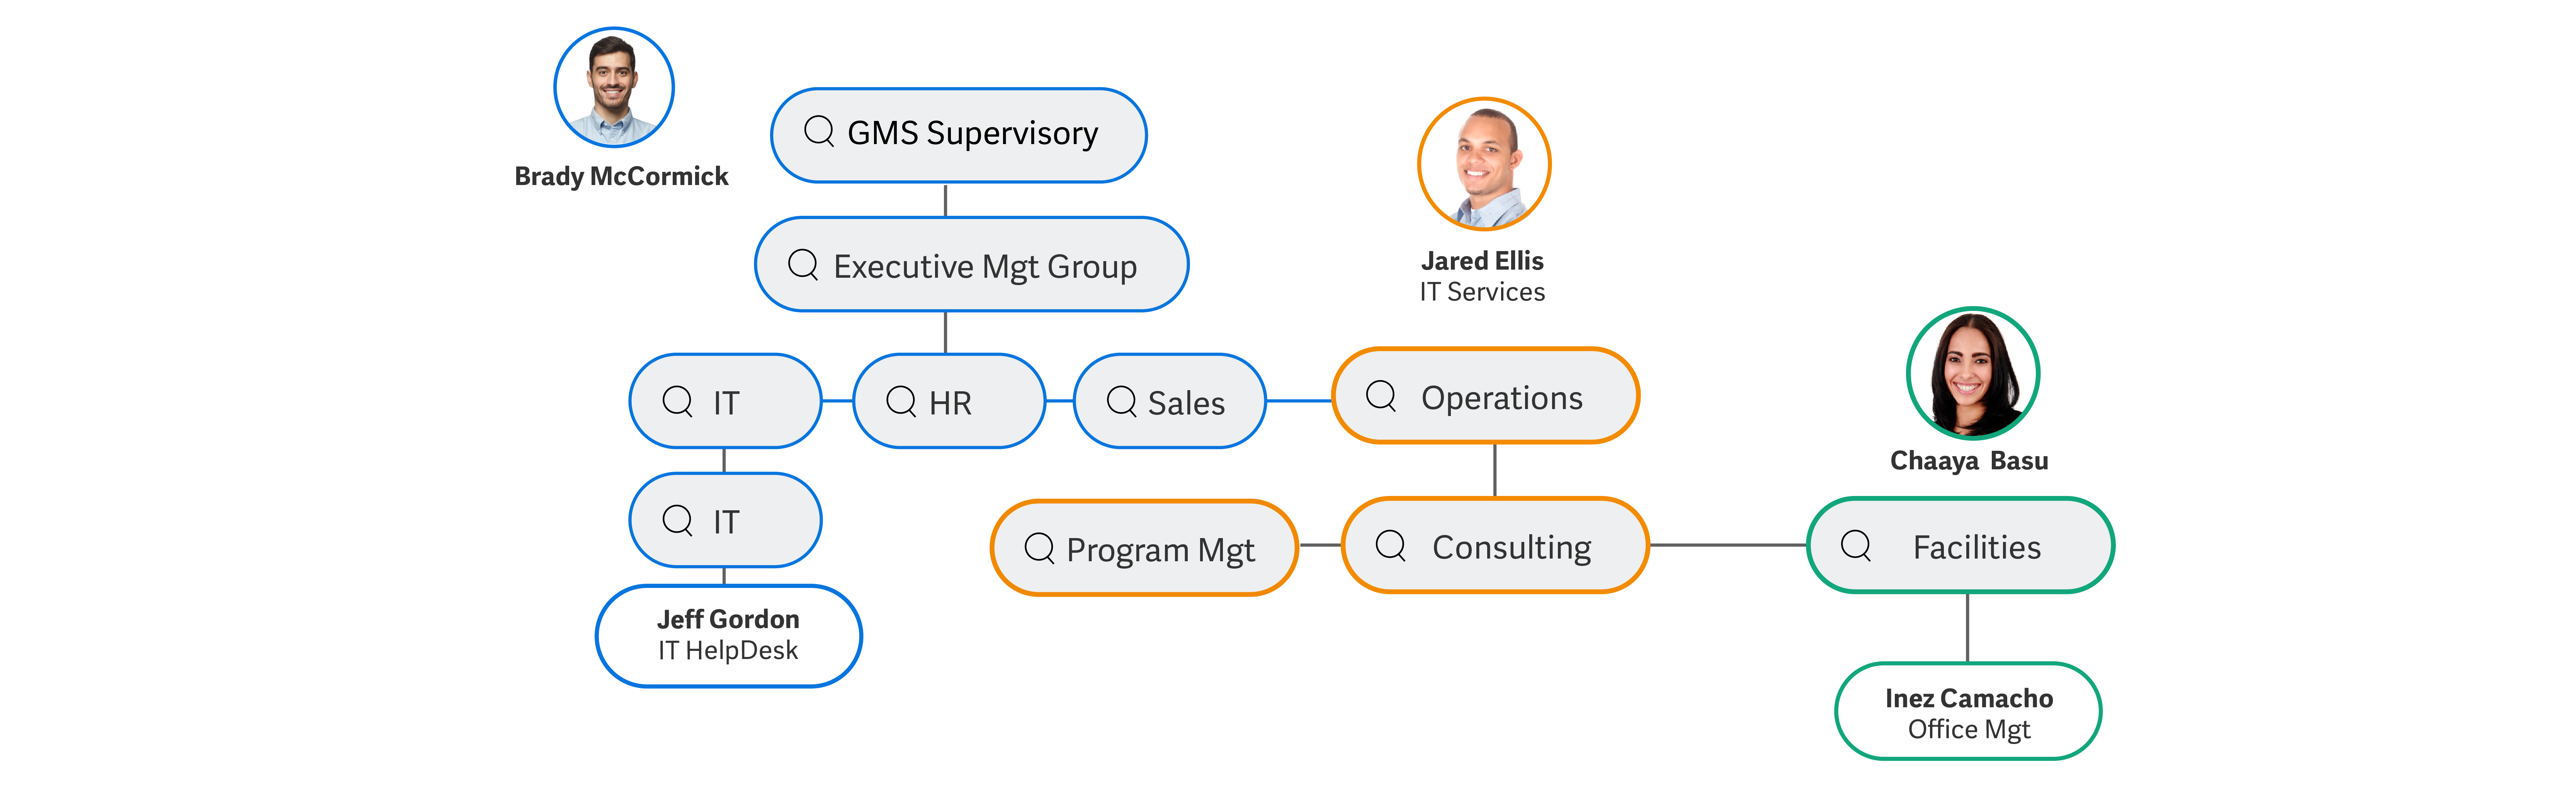 Brady McCormick
GMS Supervisory
Executive Mgt Group
Jared Ellis
IT Services
IT
HR
Sales
Operations
Chaaya Basu
IT
Program Mgt
Consulting
Facilities
Jeff Gordon
IT HelpDesk
Inez Camacho
Office Mgt